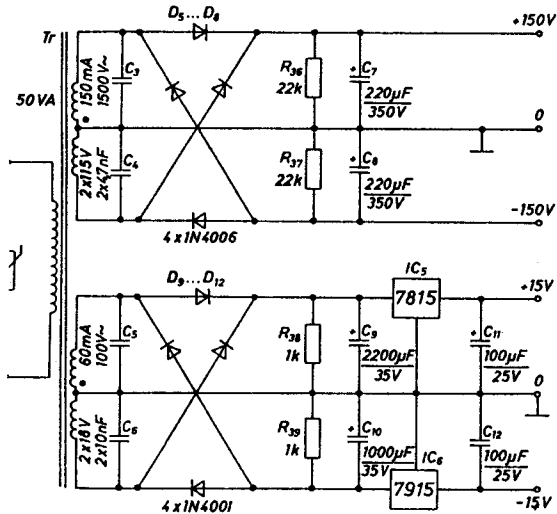 D5...D8
+150V
Tr
50VA
150mA
1500V~
C3
R36
22k
+
C7
220µF
350V
0
2x115V
2x47nF
C4
R37
22k
+
C8
220µF
350V
-150V
4x1N4006
D9...D12
IC5
7815
+15V
60mA
100V~
C5
R38
1k
+
C9
2200µF
35V
+
C11
100µF
25V
0
2x18V
2x10nF
C6
R39
1k
+
C10
1000µF
35V
IC6
7915
+
C12
100µF
25V
4x1N4001
-15V